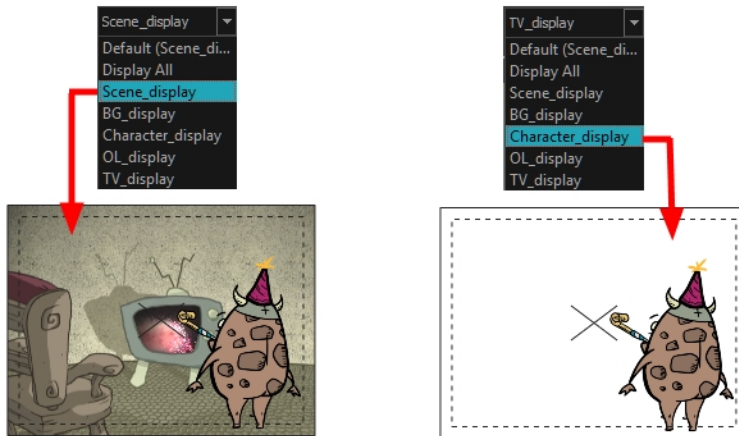 Scene_display
Default (Scene_di...
Display All
Scene_display
BG_display
Character_display
OL_display
TV_display
TV_display
Default (Scene_di...
Display All
Scene_display
BG_display
Character_display
OL_display
TV_display